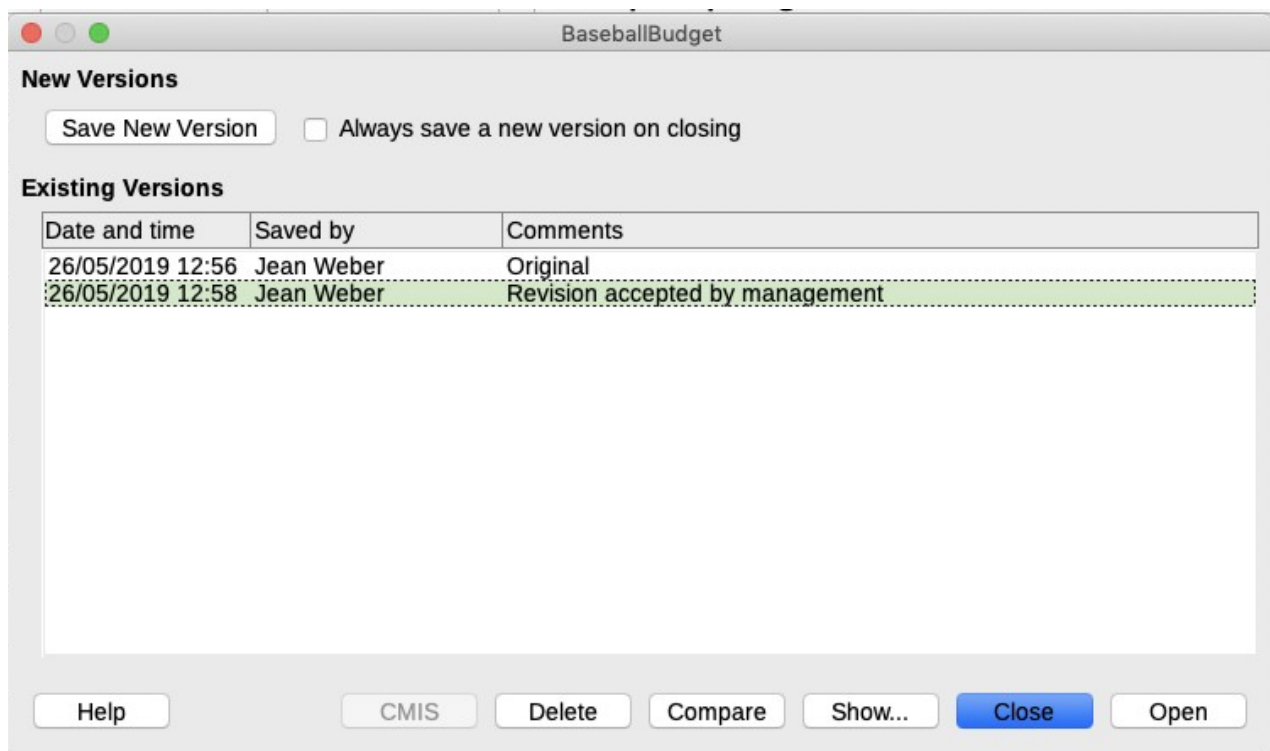 BaseballBudget
New Versions
Save New Version Always save a new version on closing
Existing Versions
Date and time Saved by Comments
26/05/2019 12:56 Jean Weber Original
26/05/2019 12:58 Jean Weber Revision accepted by management
Help CMIS Delete Compare Show... Close Open